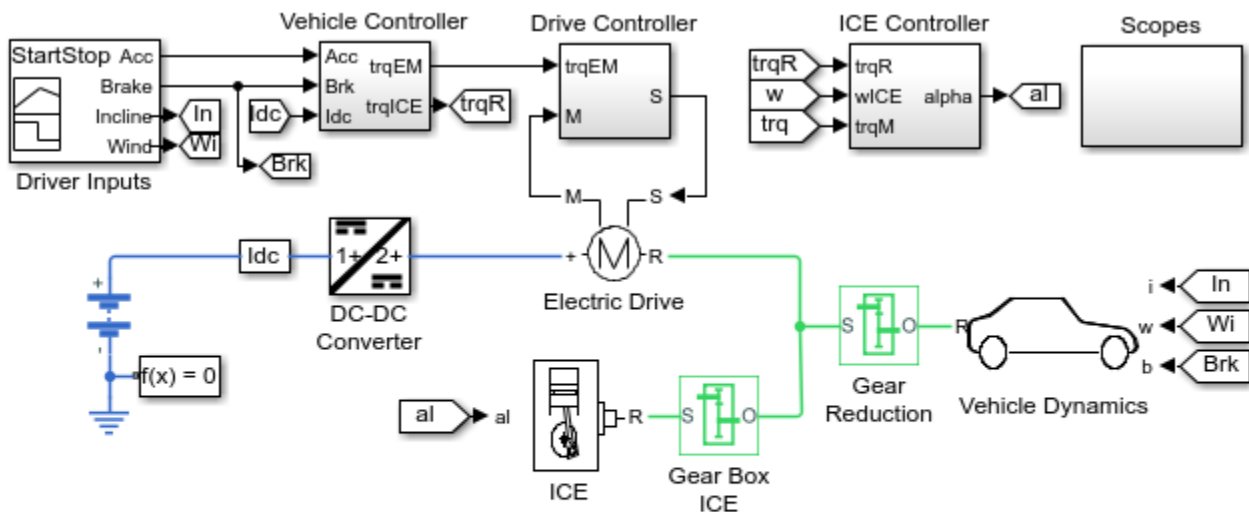 Vehicle Controller
Drive Controller
ICE Controller
Scopes
StartStop Acc
Brake
Incline
Wind
Driver Inputs
In
Wi
Brk
Idc
Acc
Brk
Idc
trqEM
trqICE
trqR
trqEM
M
S
trqR
w
trq
trqR
wICE
trqM
alpha
al
M
S
Idc
1+
2+
+
M
R
DC-DC
Converter
Electric Drive
+
-
f(x) = 0
S
O
Gear
Reduction
R
i
w
b
In
Wi
Brk
Vehicle Dynamics
al
al
R
ICE
S
O
Gear Box
ICE